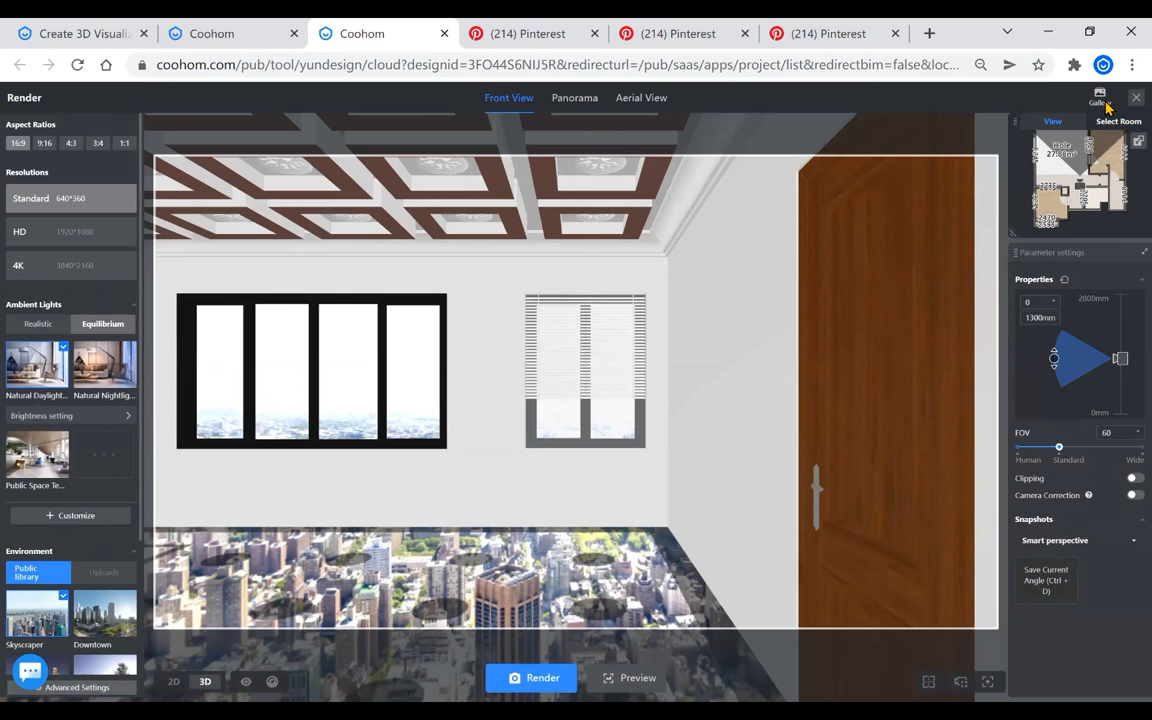 Create 3D Visualiz
Coohom
Coohom
(214) Pinterest
(214) Pinterest
(214) Pinterest
coohom.com/pub/tool/yundesign/cloud?designid=3FO44S6NIJ5R&redirecturl=/pub/saas/apps/project/list&redirectbim=false&loc...
Render
Front View
Panorama
Aerial View
Gallery
Aspect Ratios
16:9
9:16
4:3
3:4
1:1
Resolutions
Standard 640*360
HD 1920*1080
4K 3840*2160
Ambient Lights
Realistic
Equilibrium
Natural Daylight...
Natural Nightlig...
Brightness setting
Public Space Te...
+ Customize
Environment
Public
library
Uploads
Skyscraper
Downtown
Advanced Settings
2D
3D
Render
Preview
View
Select Room
Parameter settings
Properties
0
2800mm
1300mm
0mm
FOV
60
Human
Standard
Wide
Clipping
Camera Correction
Snapshots
Smart perspective
Save Current
Angle (Ctrl +
D)